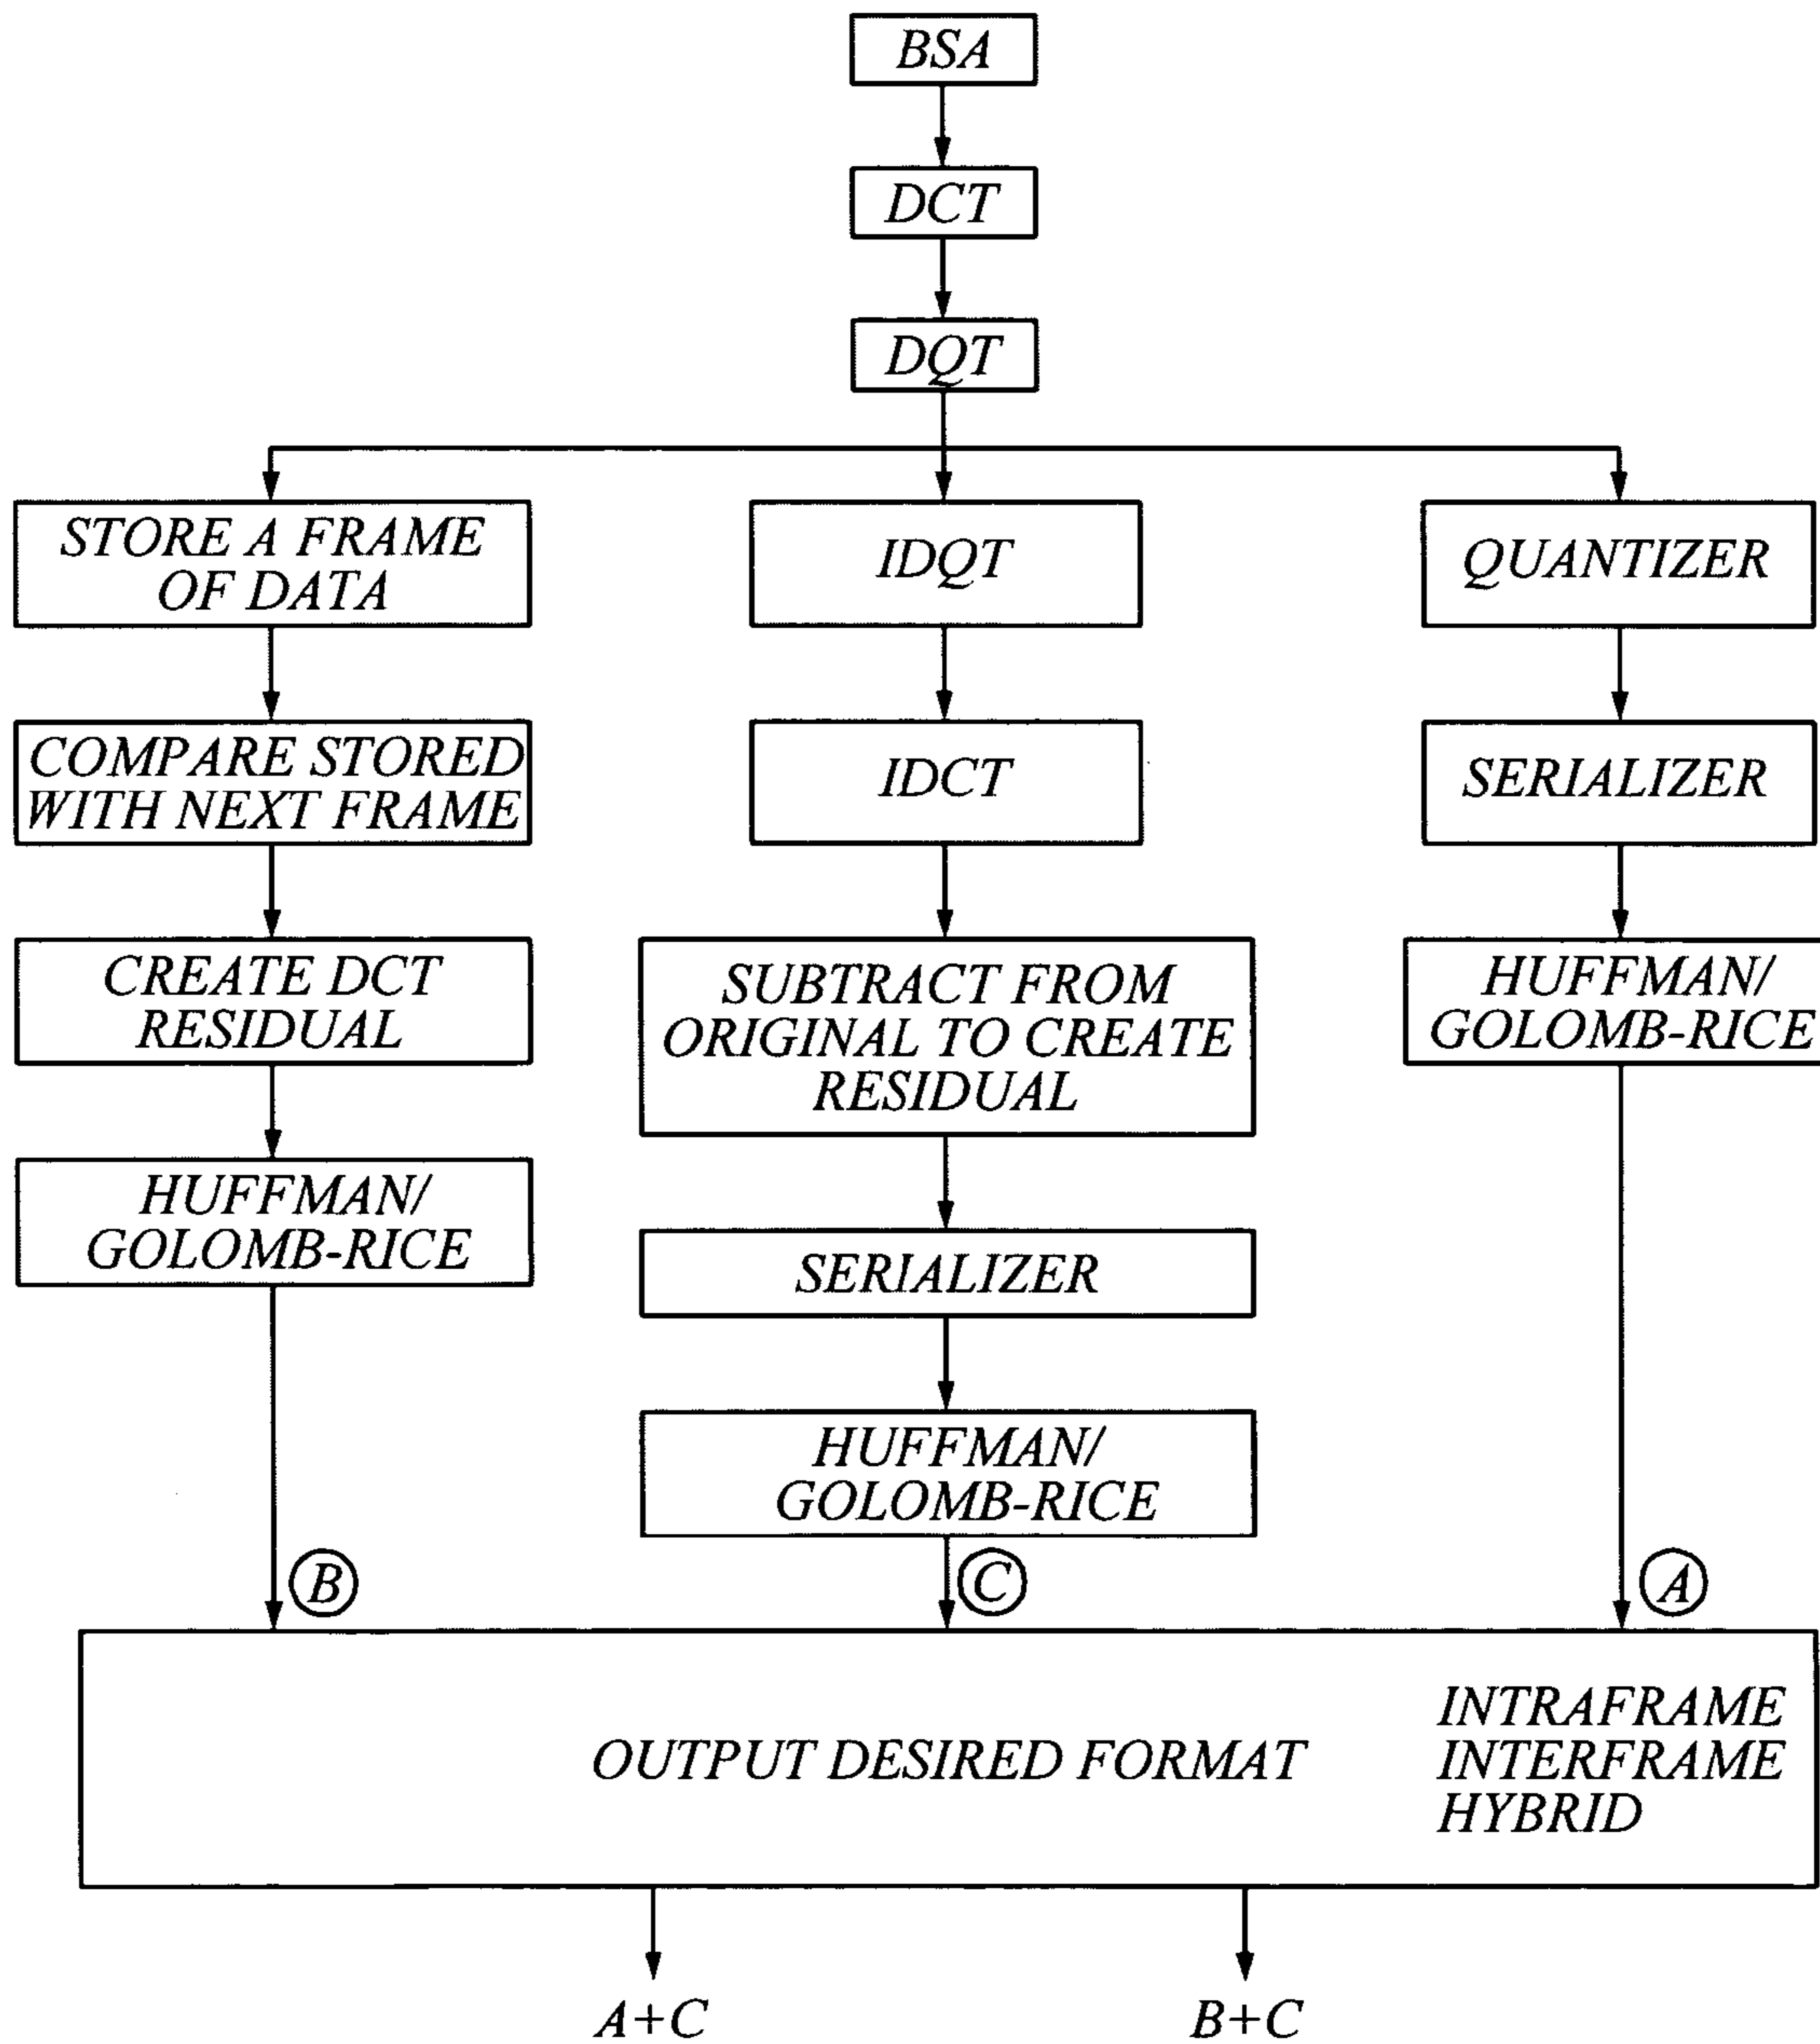 BSA
DCT
DQT
STORE A FRAME
OF DATA
IDQT
QUANTIZER
COMPARE STORED
WITH NEXT FRAME
IDCT
SERIALIZER
CREATE DCT
RESIDUAL
SUBTRACT FROM
ORIGINAL TO CREATE
RESIDUAL
HUFFMAN/
GOLOMB-RICE
HUFFMAN/
GOLOMB-RICE
SERIALIZER
HUFFMAN/
GOLOMB-RICE
B
C
A
OUTPUT DESIRED FORMAT
INTRAFRAME
INTERFRAME
HYBRID
A+C
B+C